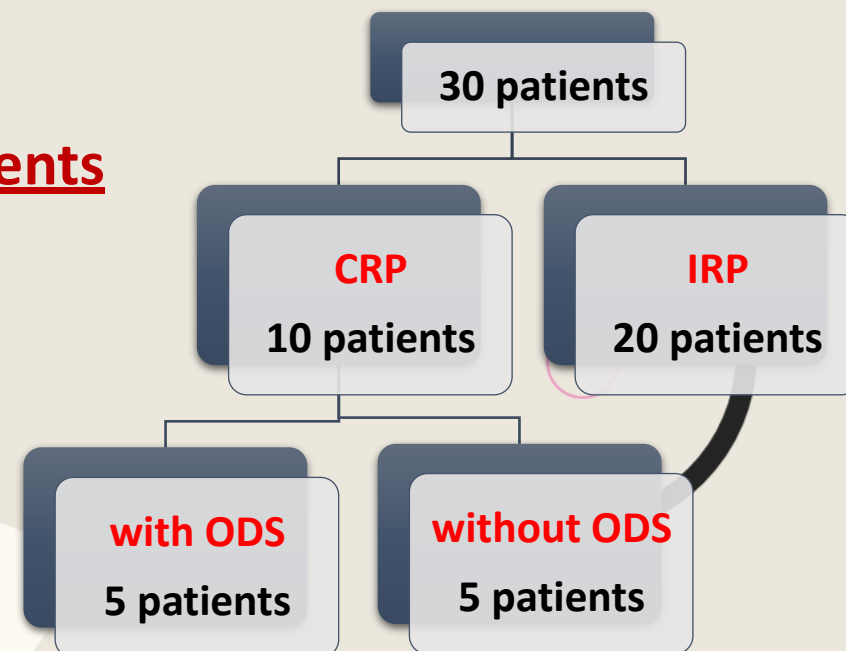 30 patients
ents
CRP
10 patients
IRP
20 patients
with ODS
5 patients
without ODS
5 patients